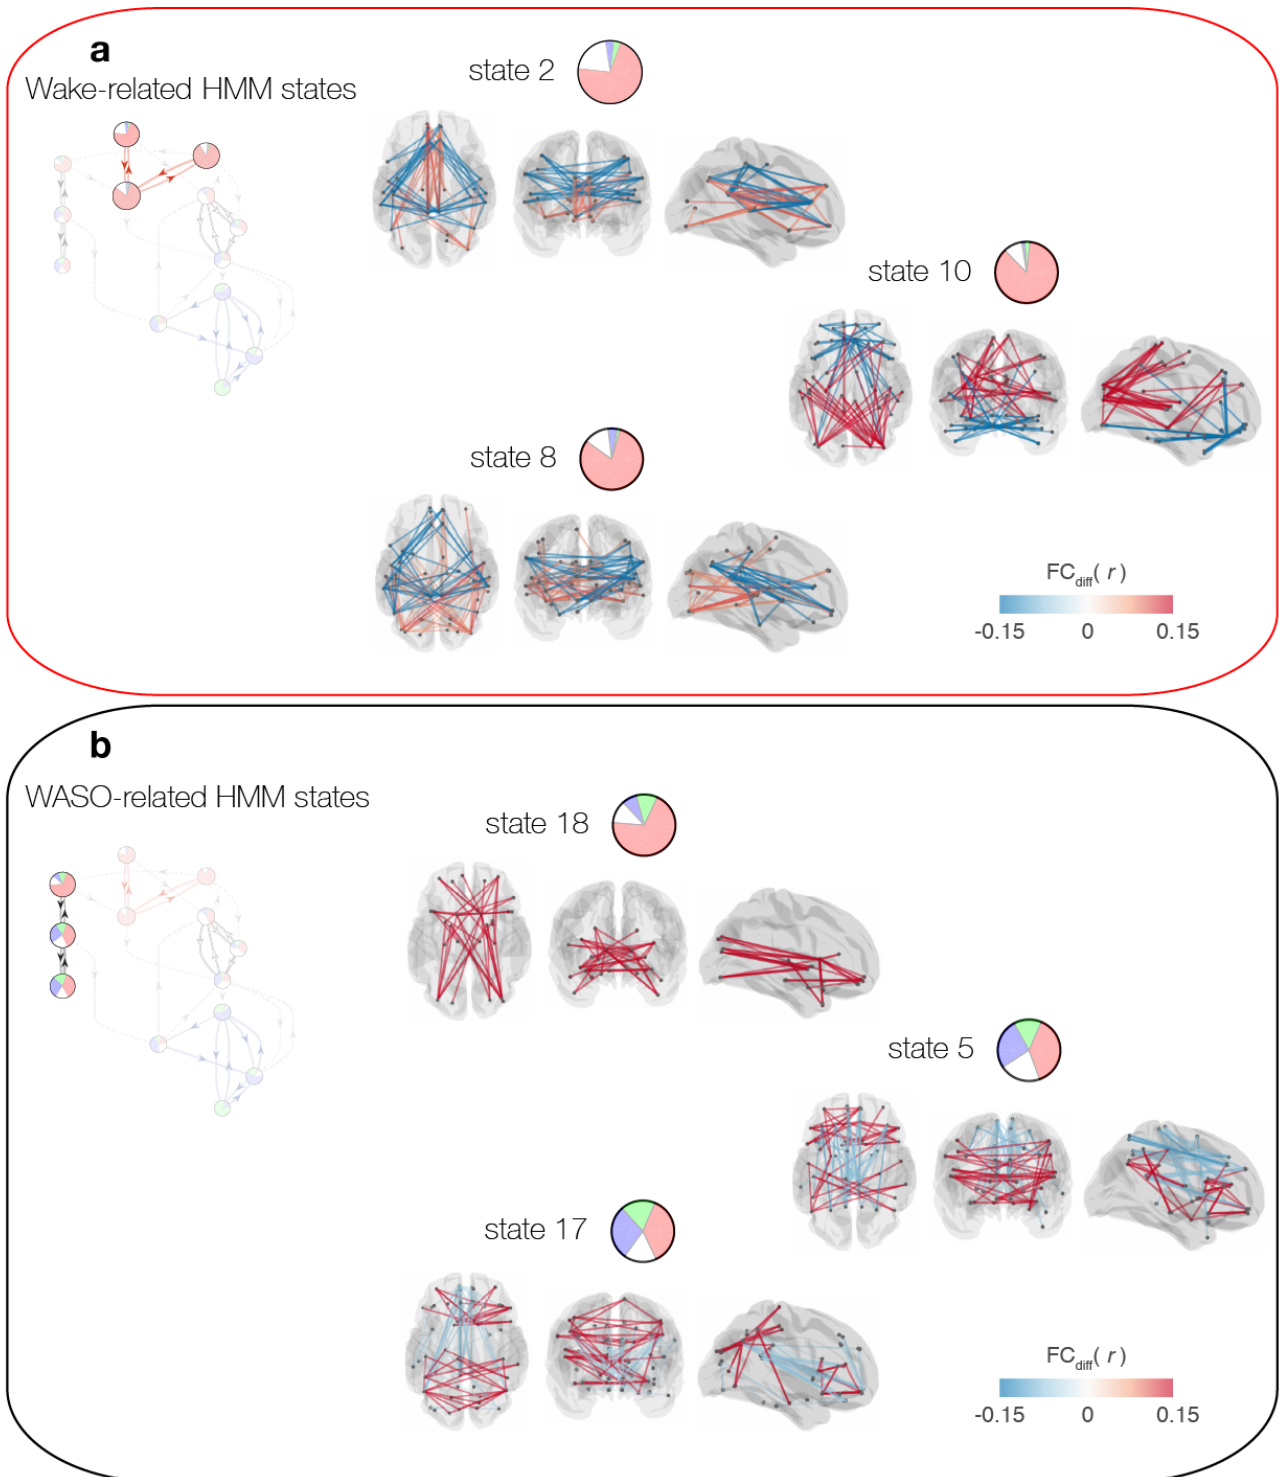 a
Wake-related HMM states
state 2
state 10
state 8
FCdiff( r )
-0.15 0 0.15
b
WASO-related HMM states
state 18
state 5
state 17
FCdiff( r )
-0.15 0 0.15